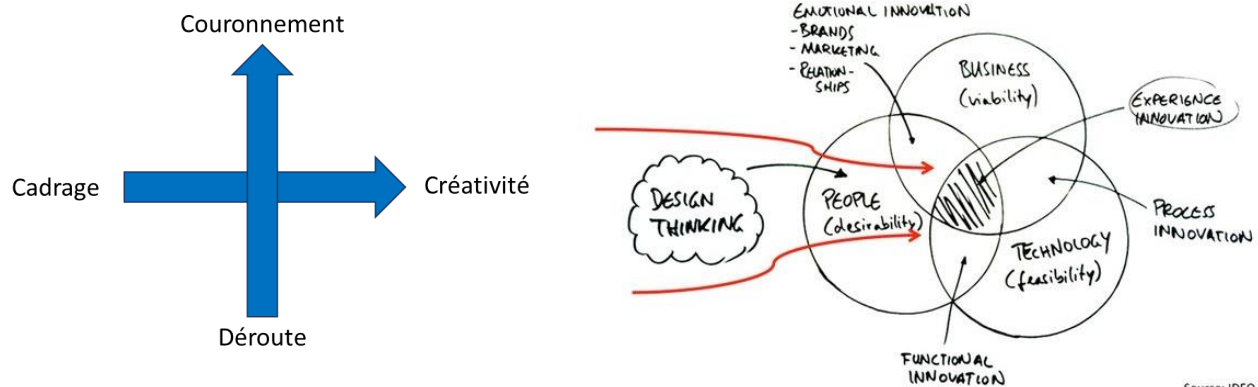 Couronnement
Cadrage
Créativité
Déroute
EMOTIONAL INNOVATION
- BRANDS
- MARKETING
- RELATION-
SHIPS
BUSINESS
(viability)
EXPERIENCE
INNOVATION
DESIGN
THINKING
PEOPLE
(desirability)
PROCESS
INNOVATION
TECHNOLOGY
(feasibility)
FUNCTIONAL
INNOVATION